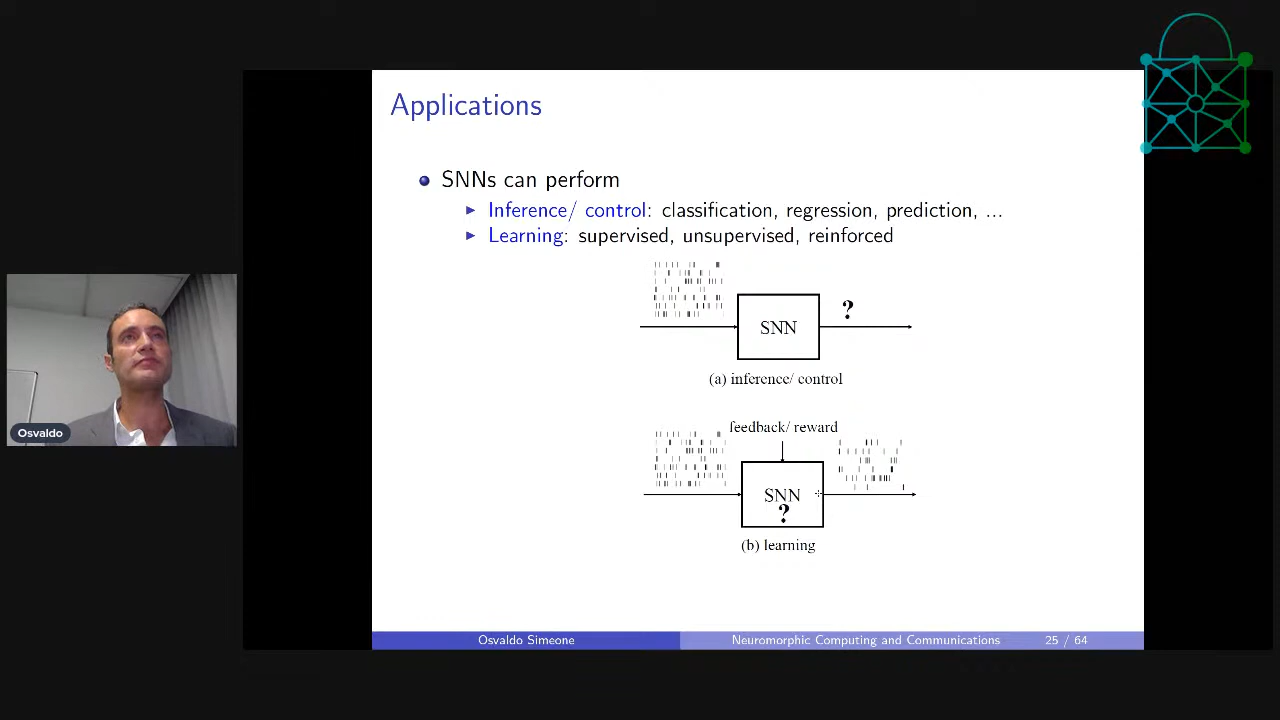 Applications
SNNs can perform
Inference/ control: classification, regression, prediction, ...
Learning: supervised, unsupervised, reinforced
SNN
?
(a) inference/ control
feedback/ reward
SNN
?
(b) learning
Osvaldo
Osvaldo Simeone
Neuromorphic Computing and Communications
25 / 64